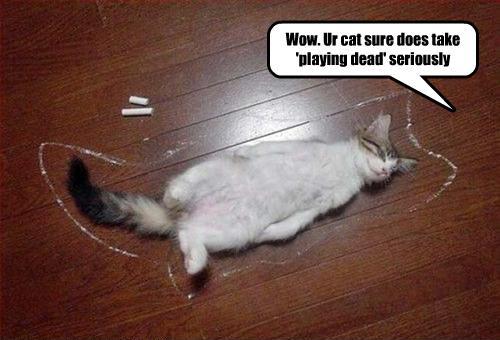 Wow. Ur cat sure does take
'playing dead' seriously